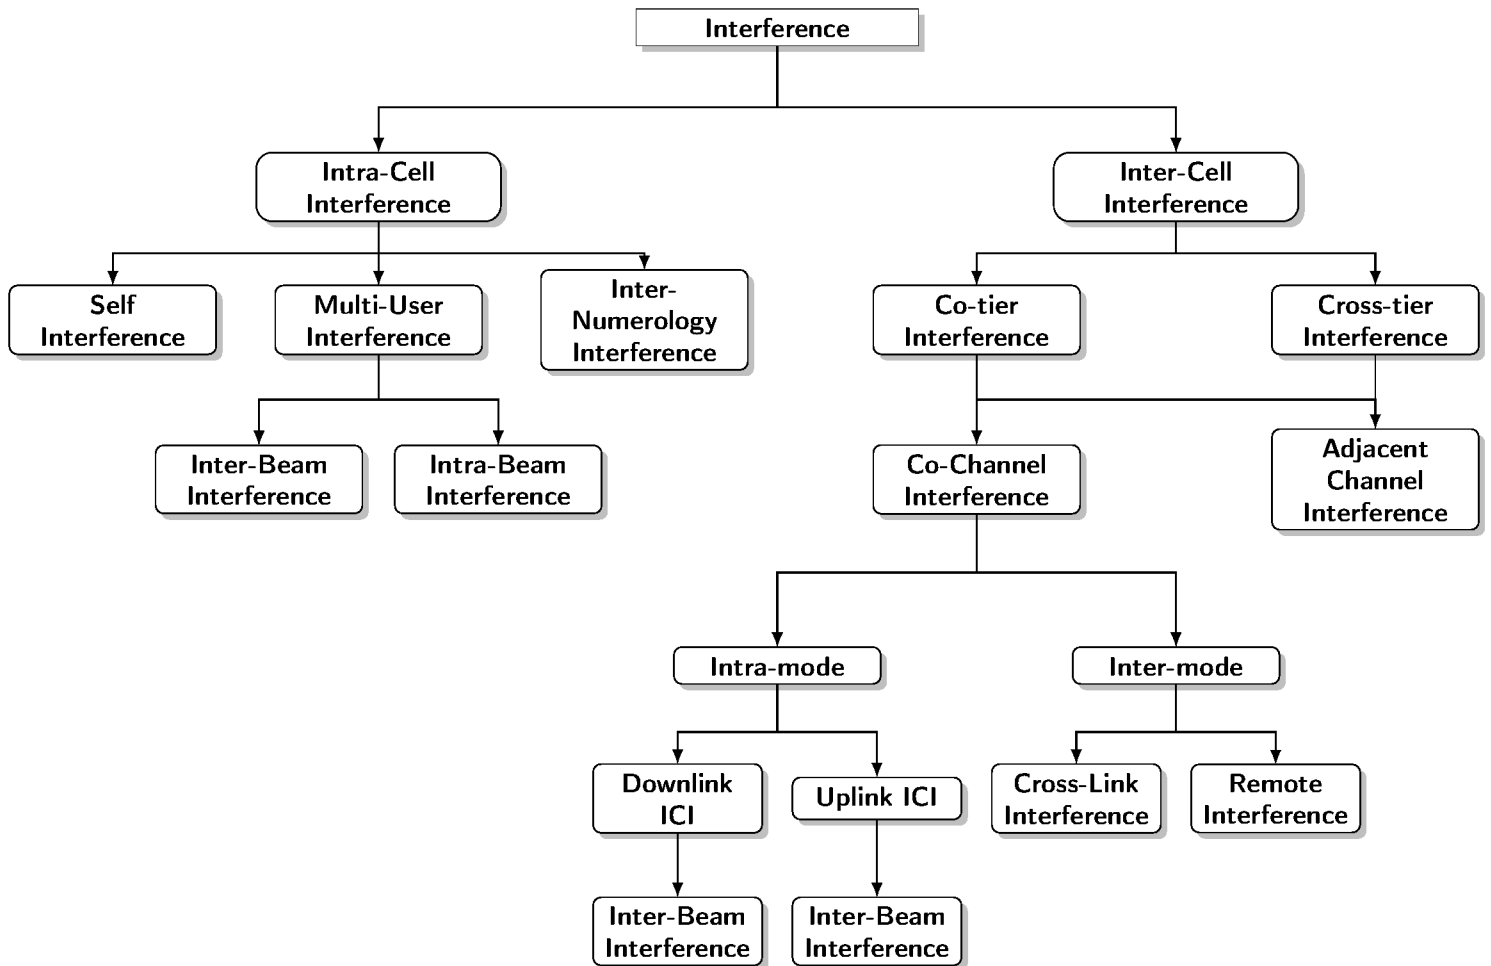 Interference
Intra-Cell
Interference
Inter-Cell
Interference
Self
Interference
Multi-User
Interference
Inter-
Numerology
Interference
Co-tier
Interference
Cross-tier
Interference
Inter-Beam
Interference
Intra-Beam
Interference
Co-Channel
Interference
Adjacent
Channel
Interference
Intra-mode
Inter-mode
Downlink
ICI
Uplink ICI
Cross-Link
Interference
Remote
Interference
Inter-Beam
Interference
Inter-Beam
Interference